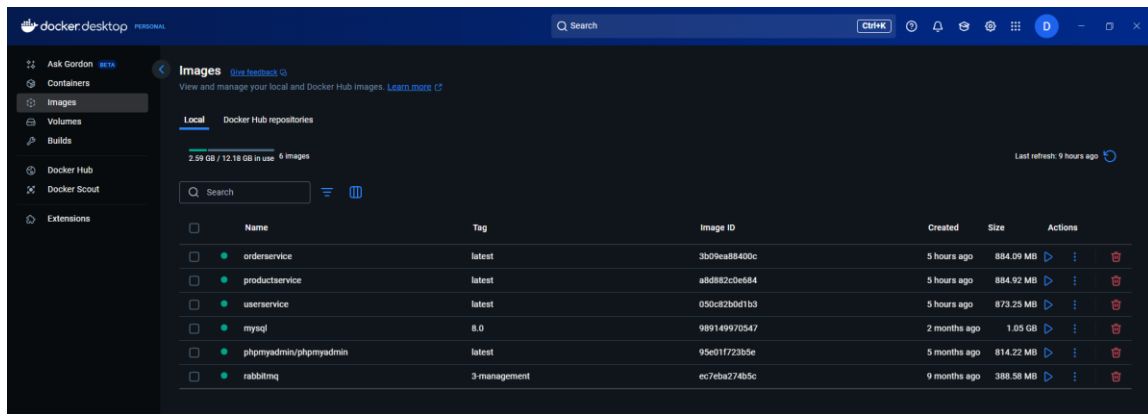 docker.desktop PERSONAL
Search Ctrl+K D
Ask Gordon BETA
Containers
Images
Volumes
Builds
Docker Hub
Docker Scout
Extensions
Images Give feedback
View and manage your local and Docker Hub images. Learn more
Local Docker Hub repositories
2.59 GB / 12.18 GB in use 6 images
Last refresh: 9 hours ago
Search
Name Tag Image ID Created Size Actions
orderservice latest 3b09ea88400c 5 hours ago 884.09 MB
productservice latest a8d882c0e684 5 hours ago 884.92 MB
userservice latest 050c82b0d1b3 5 hours ago 873.25 MB
mysql 8.0 989149970547 2 months ago 1.05 GB
phpmyadmin/phpmyadmin latest 95e01f723b5e 5 months ago 814.22 MB
rabbitmq 3-management ec7eba274b5c 9 months ago 388.58 MB